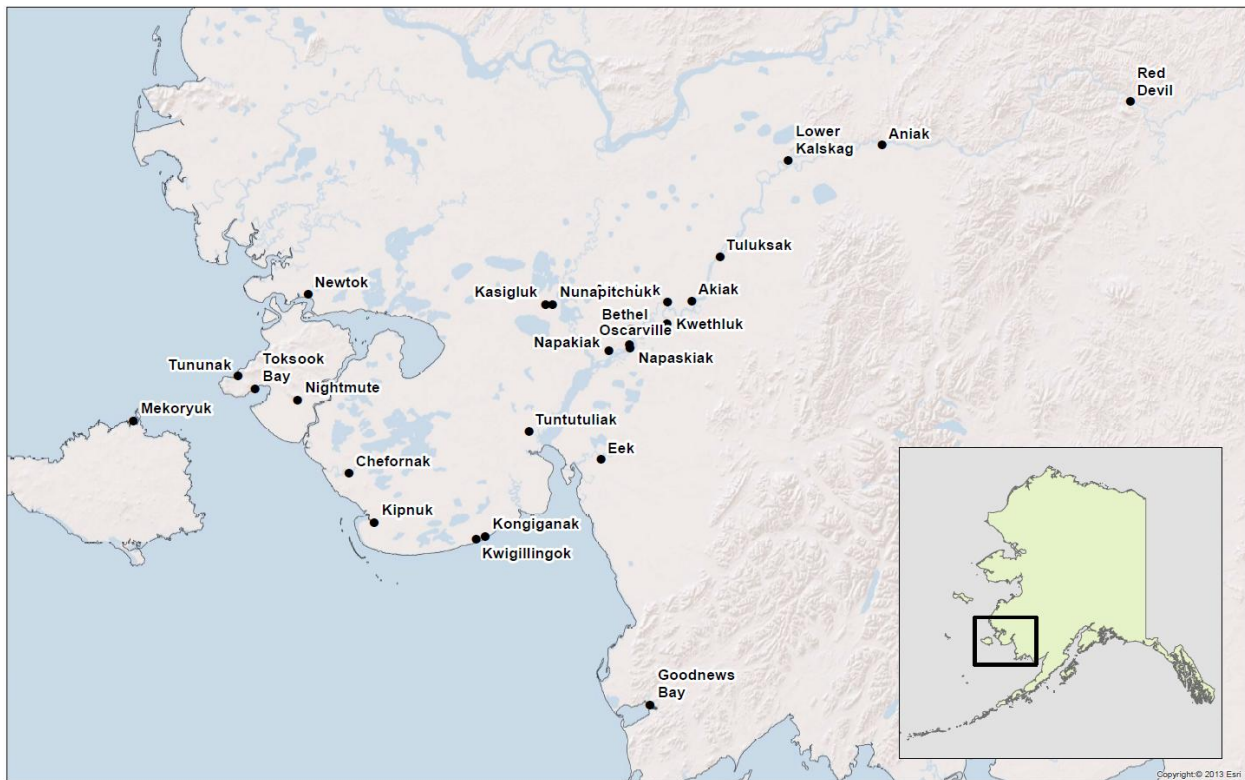 Red
Devil
Lower
Kalskag
Aniak
Tuluksak
Newtok
Kasigluk
Nunapitchuk
Akiak
Bethel
Oscarville
Kwethluk
Napakiak
Napaskiak
Tununak
Toksook
Bay
Nightmute
Mekoryuk
Tuntutuliak
Eek
Chefornak
Kipnuk
Kongiganak
Kwigillingok
Goodnews
Bay
Copyright:© 2013 Esri